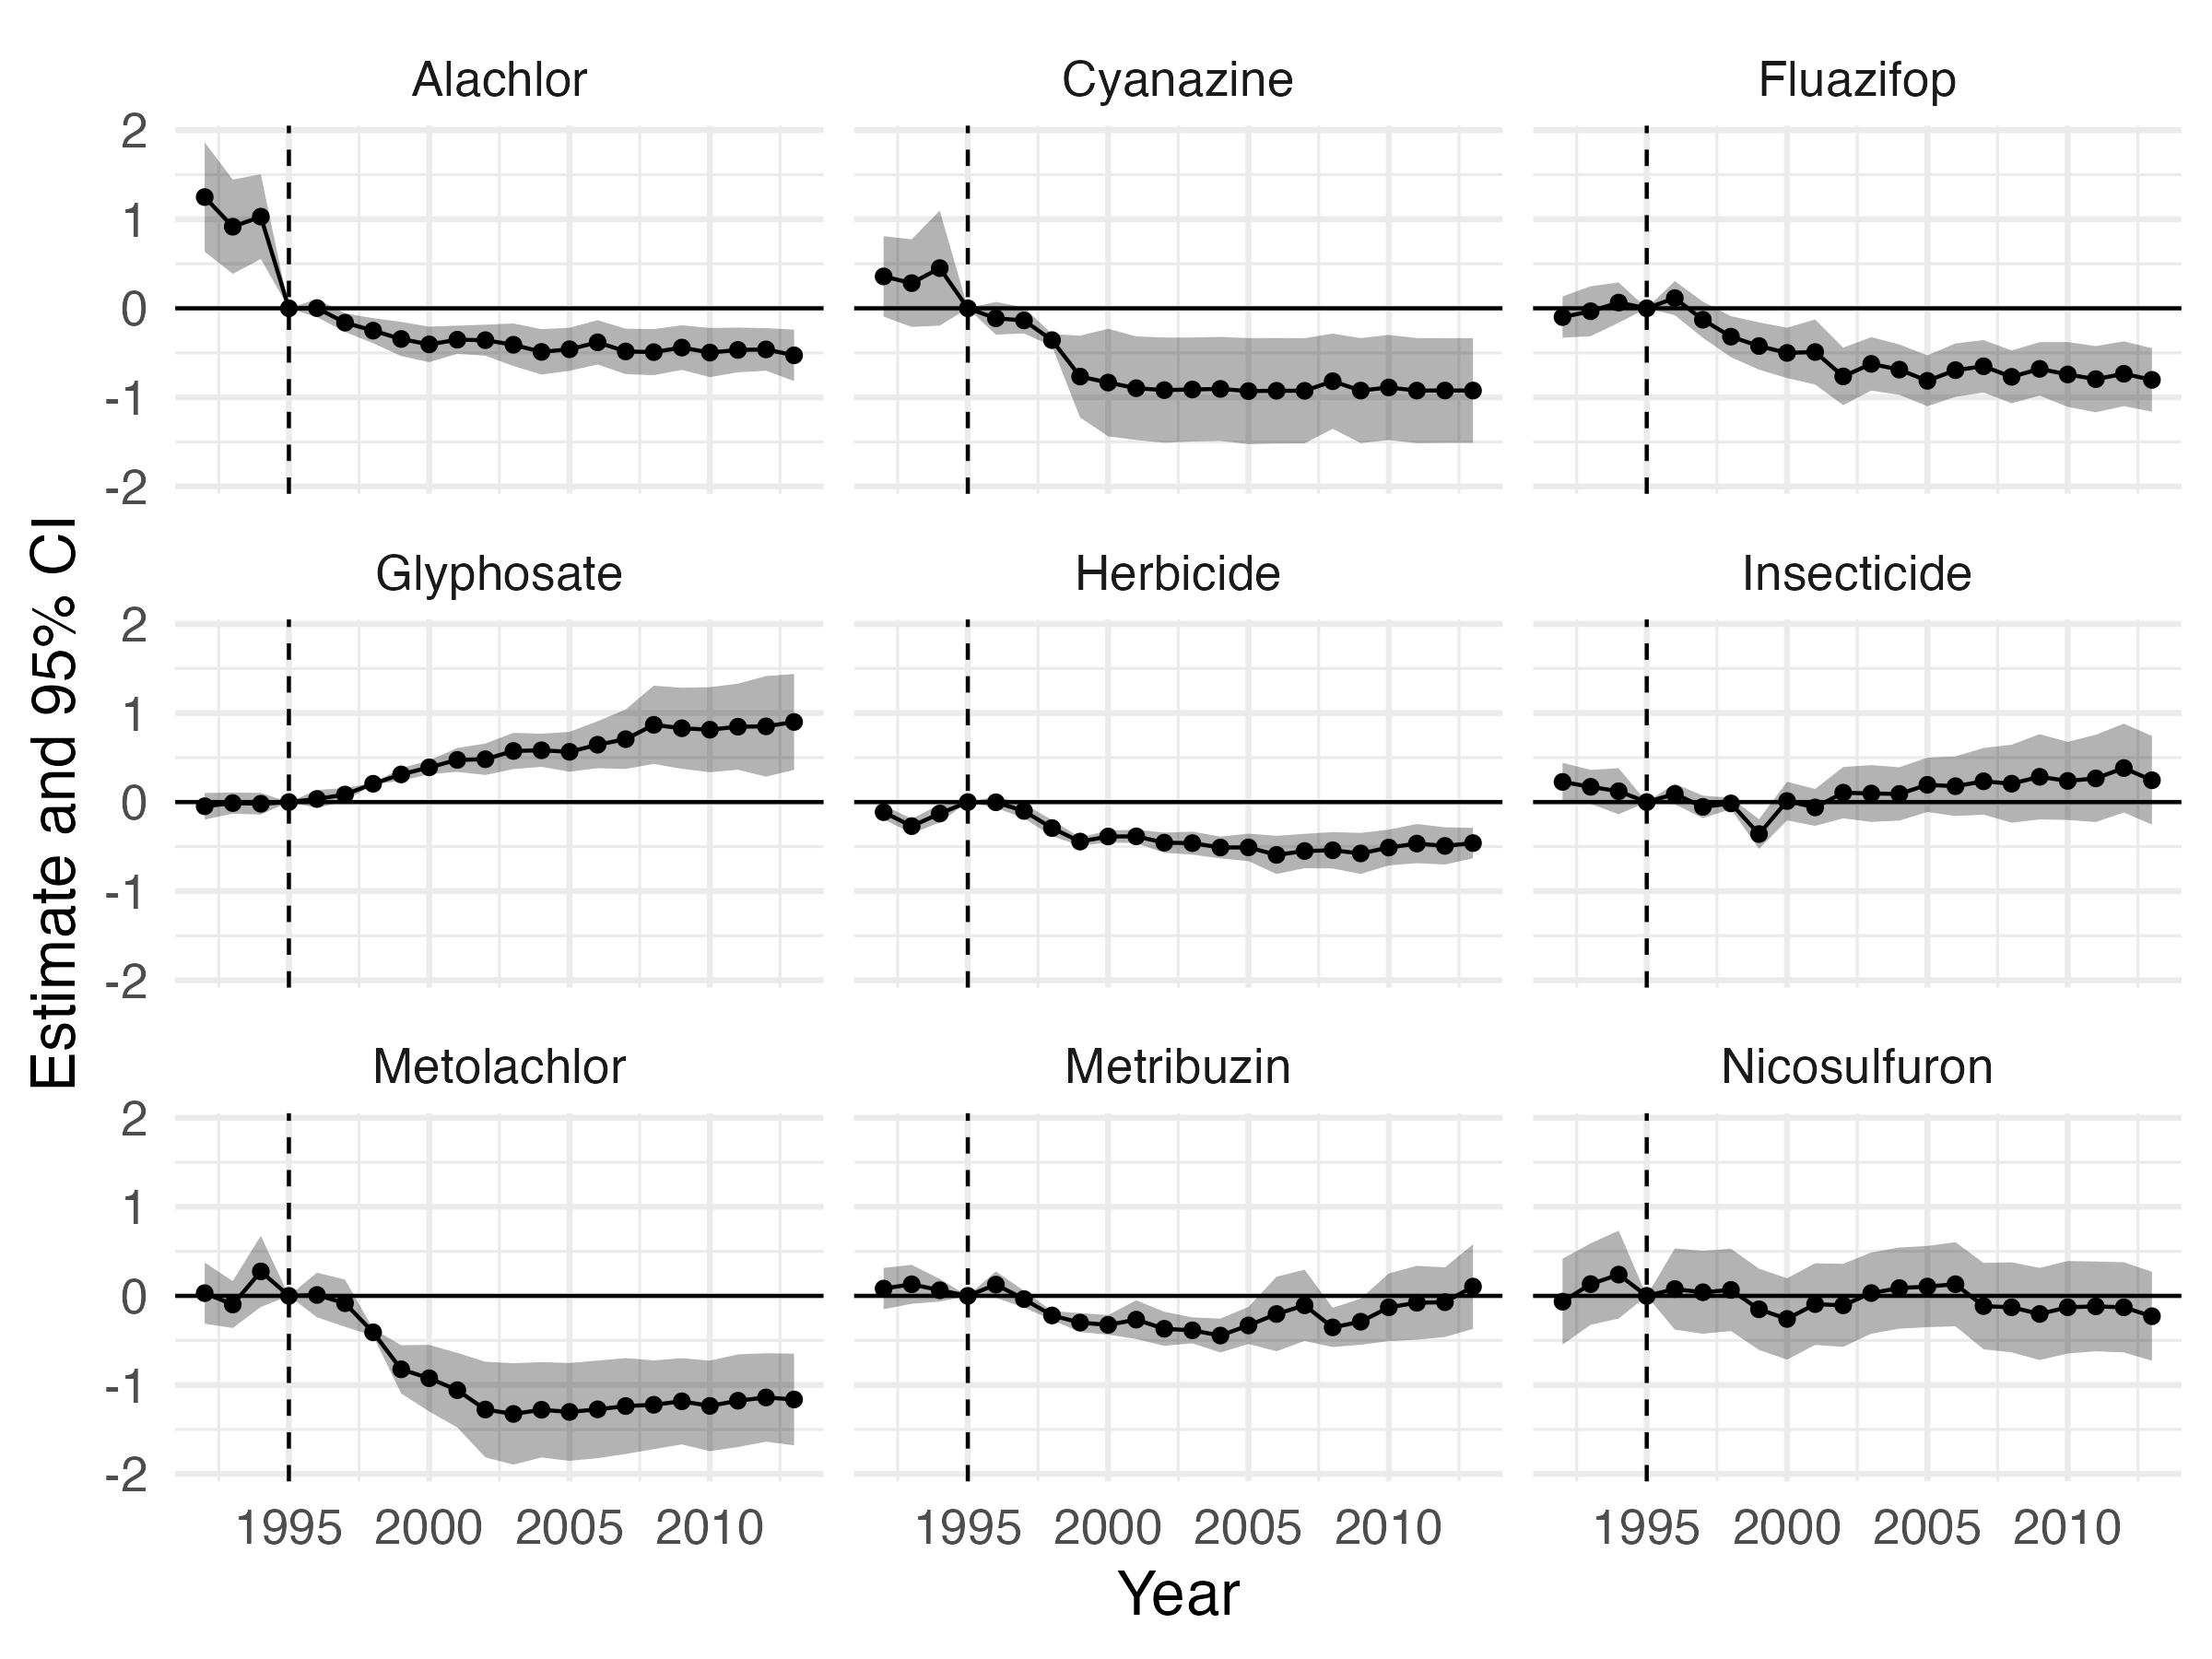 Alachlor Cyanazine Fluazifop
2
1
0
-1
-2
Glyphosate Herbicide Insecticide
2
1
0
-1
-2
Metolachlor Metribuzin Nicosulfuron
2
1
0
-1
-2
1995 2000 2005 2010 1995 2000 2005 2010 1995 2000 2005 2010
Year
Estimate and 95% CI